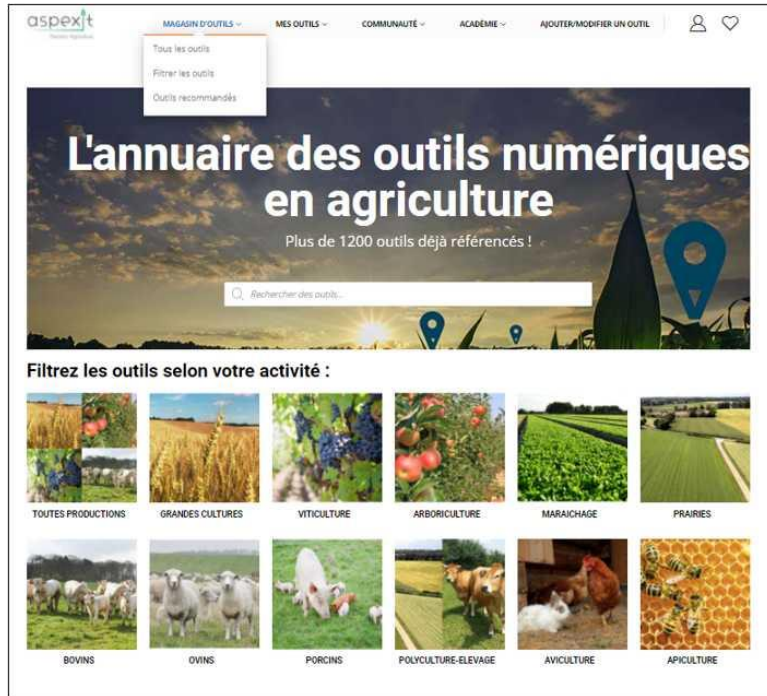 aspexit
MAGASIN D'OUTILS
MES OUTILS
COMMUNAUTÉ
ACADÉMIE
AJOUTER/MODIFIER UN OUTIL
Tous les outils
Filtrer les outils
Outils recommandés
L'annuaire des outils numériques
en agriculture
Plus de 1200 outils déjà référencés !
Rechercher des outils...
Filtrez les outils selon votre activité :
TOUTES PRODUCTIONS
GRANDES CULTURES
VITICULTURE
ARBORICULTURE
MARAICHAGE
PRAIRIES
BOVINS
OVINS
PORCINS
POLYCULTURE-ELEVAGE
AVICULTURE
APICULTURE